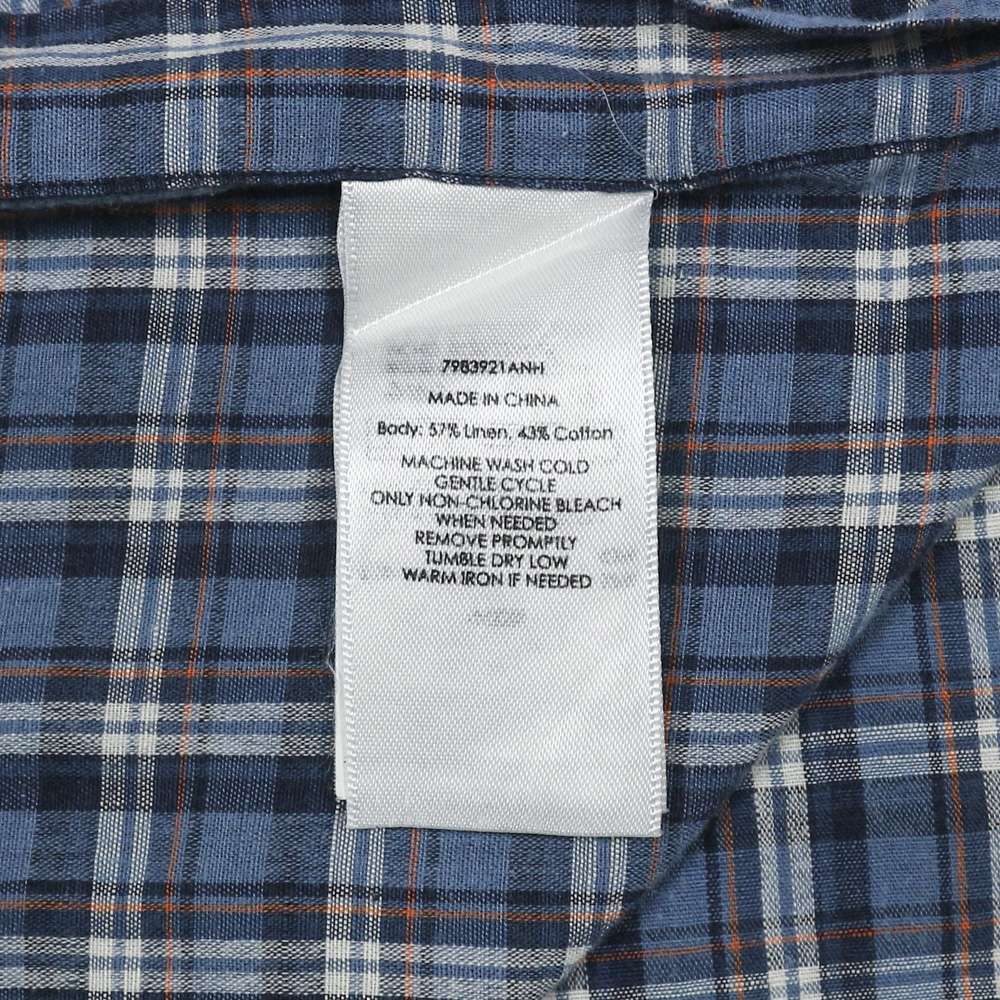 7983921ANH
MADE IN CHINA
Body: 57% Linen, 43% Cotton
MACHINE WASH COLD
GENTLE CYCLE
ONLY NON-CHLORINE BLEACH
WHEN NEEDED
REMOVE PROMPTLY
TUMBLE DRY LOW
WARM IRON IF NEEDED